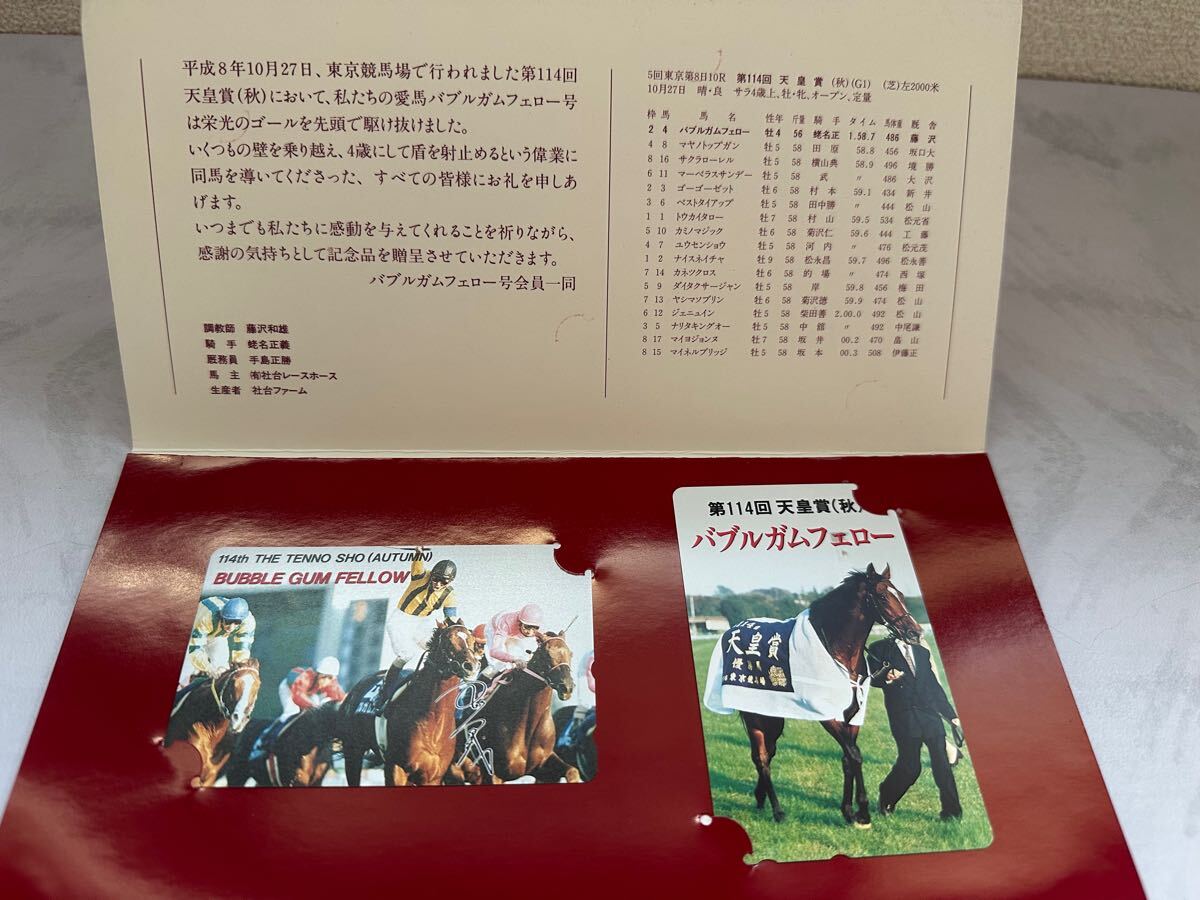 平成8年10月27日、東京競馬場で行われました第114回
天皇賞(秋)において、私たちの愛馬バブルガムフェロー号
は栄光のゴールを先頭で駆け抜けました。
いくつもの壁を乗り越え、4歳にして盾を射止めるという偉業に
同馬を導いてくださった、すべての皆様にお礼を申しあ
げます。
いつまでも私たちに感動を与えてくれることを祈りながら、
感謝の気持ちとして記念品を贈呈させていただきます。
バブルガムフェロー号会員一同
調教師 藤沢和雄
騎手 蛯名正義
厩務員 手島正勝
馬主 ㈲社台レースホース
生産者 社台ファーム
5回東京第8日10R 第114回 天皇賞 (秋)(G1) (芝)左2000米
10月27日 晴・良 サラ4歳上、牡・牝、オープン、定量
枠 馬 馬名 性年 斤量 騎手 タイム 馬体重 厩舎
2 4 バブルガムフェロー 牡4 56 蛯名正 1.58.7 486 藤沢
4 8 マヤノトップガン 牡5 58 田原 58.8 456 坂口大
8 16 サクラローレル 牡5 58 横山典 58.9 496 境勝
6 11 マーベラスサンデー 牡5 58 武 〃 486 大沢
2 3 ゴーゴーゼット 牡6 58 村本 59.1 434 新井
3 6 ベストタイアップ 牡5 58 田中勝 〃 444 松山
1 1 トウカイタロー 牡7 58 村山 59.5 534 松元省
5 10 カミノマジック 牡6 58 菊沢仁 59.6 444 工藤
4 7 ユウセンショウ 牡5 58 河内 〃 476 松元茂
1 2 ナイスネイチャ 牡9 58 松永昌 59.7 496 松永善
7 14 カネツクロス 牡6 58 的場 〃 474 西塚
5 9 ダイタクサージャン 牡5 58 岸 59.8 456 梅田
7 13 ヤシマソブリン 牡6 58 菊沢徳 59.9 474 松山
6 12 ジェニュイン 牡5 58 柴田善 2.00.0 492 松山
3 5 ナリタキングオー 牡5 58 中舘 〃 492 中尾謙
8 17 マイヨジョンヌ 牡7 58 坂井 00.2 470 畠山
8 15 マイネルブリッジ 牡5 58 坂本 00.3 508 伊藤正
114th THE TENNO SHO (AUTUMN)
BUBBLE GUM FELLOW
第114回 天皇賞(秋)
バブルガムフェロー
天皇賞